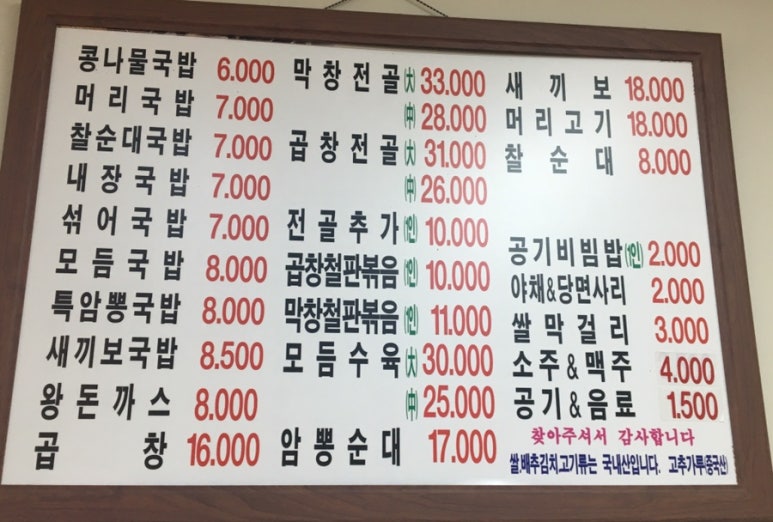 콩나물국밥 6.000
머리국밥 7.000
찰순대국밥 7.000
내장국밥 7.000
섞어국밥 7.000
모듬국밥 8.000
특암뽕국밥 8.000
새끼보국밥 8.500
왕돈까스 8.000
곱창 16.000
막창전골 (大) 33.000
(中) 28.000
곱창전골 (大) 31.000
(中) 26.000
전골추가 (1인) 10.000
곱창철판볶음 (1인) 10.000
막창철판볶음 (1인) 11.000
모듬수육 (大) 30.000
(中) 25.000
암뽕순대 17.000
새끼보 18.000
머리고기 18.000
찰순대 8.000
공기비빔밥 (1인) 2.000
야채&당면사리 2.000
쌀막걸리 3.000
소주&맥주 4.000
공기&음료 1.500
찾아주셔서 감사합니다
쌀.배추김치.고기류는 국내산입니다. 고추가루(중국산)